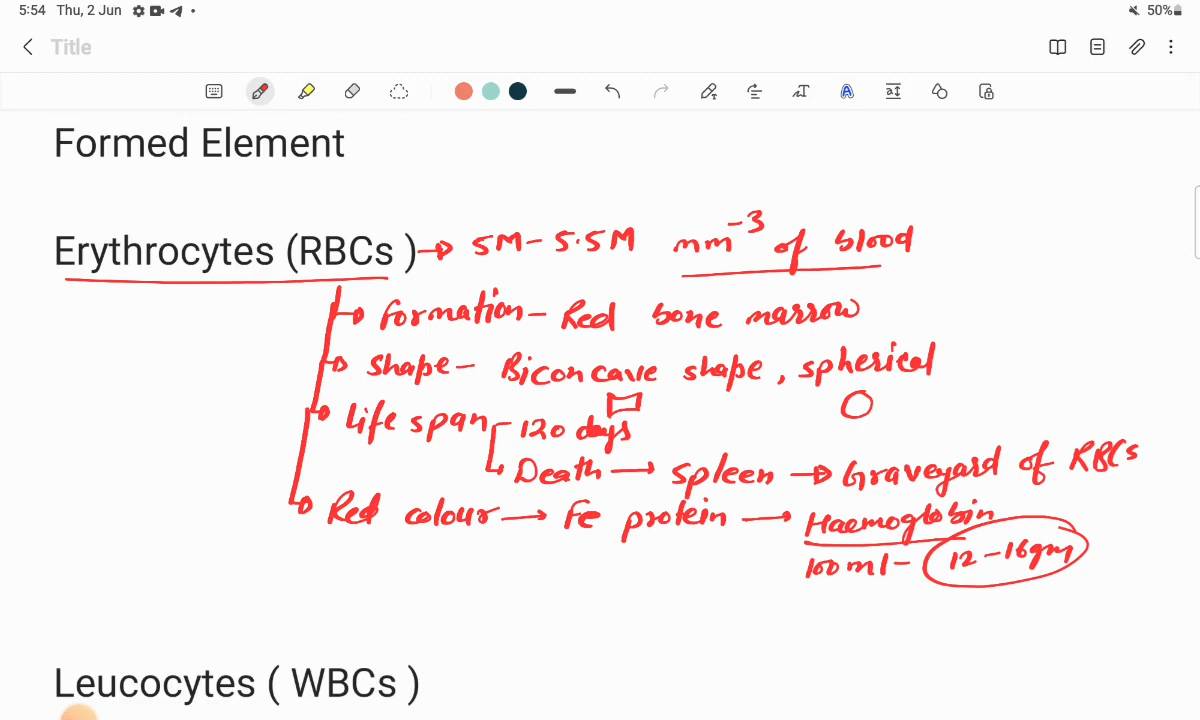 5:54 Thu, 2 Jun 50%
Title
Formed Element
Erythrocytes (RBCs ) → 5M - 5.5M mm⁻³ of blood
→ formation - Red bone marrow
→ shape - Biconcave shape, spherical
→ Life span - 120 days
→ Death → spleen → Graveyard of RBCs
→ Red colour → Fe protein → Haemoglobin
100 ml - 12 - 16gm
Leucocytes ( WBCs )